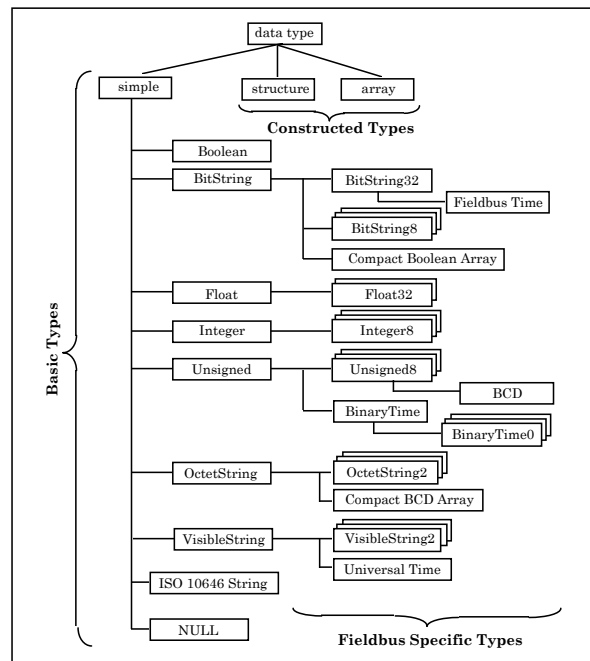 data type
simple
structure
array
Constructed Types
Boolean
BitString
BitString32
Fieldbus Time
BitString8
Compact Boolean Array
Float
Float32
Integer
Integer8
Basic Types
Unsigned
Unsigned8
BCD
BinaryTime
BinaryTime0
OctetString
OctetString2
Compact BCD Array
VisibleString
VisibleString2
Universal Time
ISO 10646 String
NULL
Fieldbus Specific Types